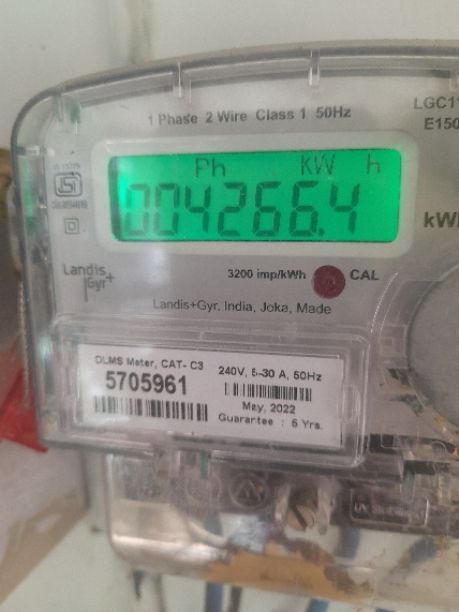 1 Phase 2 Wire Class 1 50Hz
LGC11
E150
Ph KW h
004266.4
kWh
Landis
Gyr+
3200 imp/kWh CAL
Landis+Gyr. India, Joka, Made
DLMS Meter, CAT- C3
5705961
240V, 5-30 A, 50Hz
May, 2022
Guarantee : 5 Yrs.